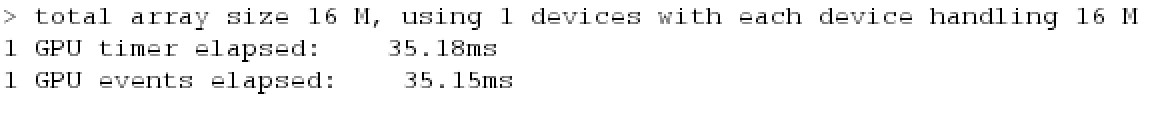 > total array size 16 M, using 1 devices with each device handling 16 M
1 GPU timer elapsed:    35.18ms
1 GPU events elapsed:    35.15ms